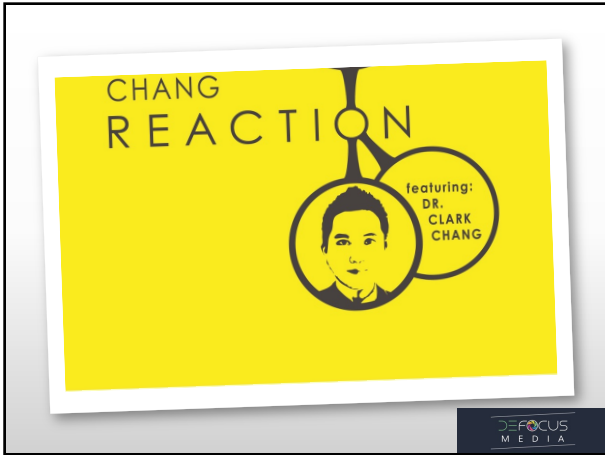 CHANG
REACTION
featuring:
DR.
CLARK
CHANG
DEFOCUS
MEDIA